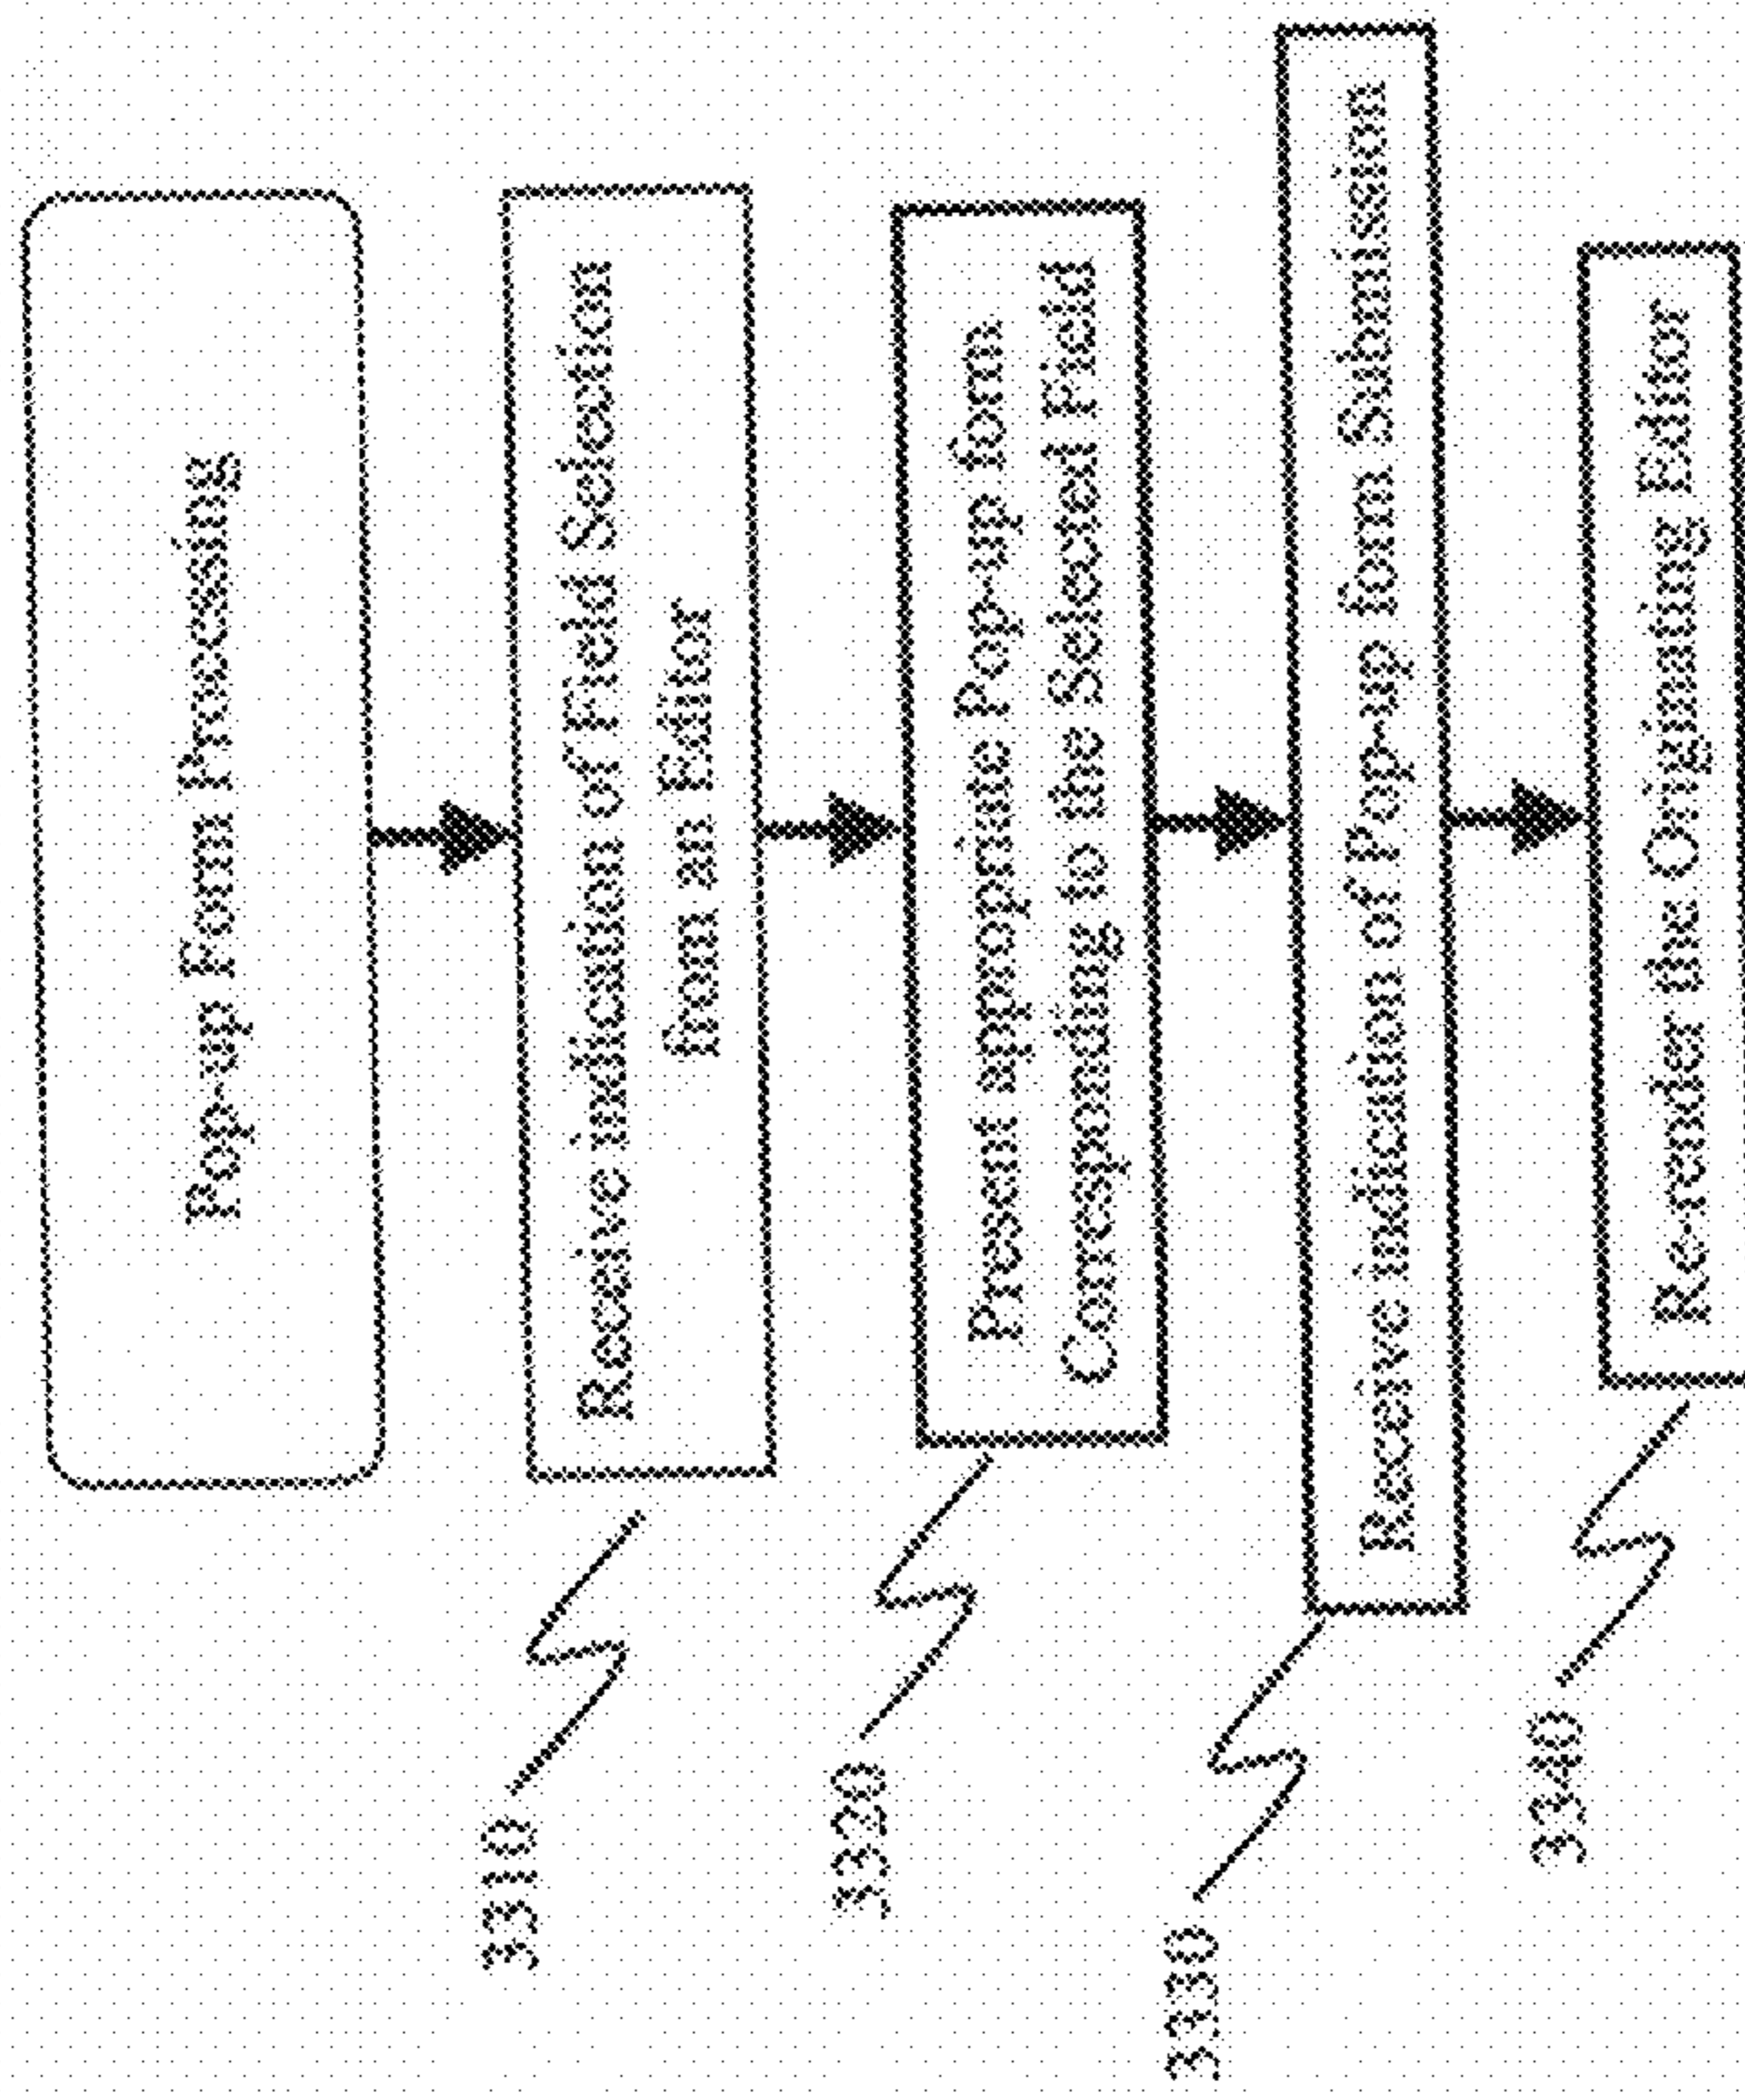 Pop-up Form Processing
3310
Receive indication of Field Selection
from an Editor
3320
Present appropriate Pop-up form
Corresponding to the Selected Field
3330
Receive indication of Pop-up form Submission
3340
Re-render the Originating Editor